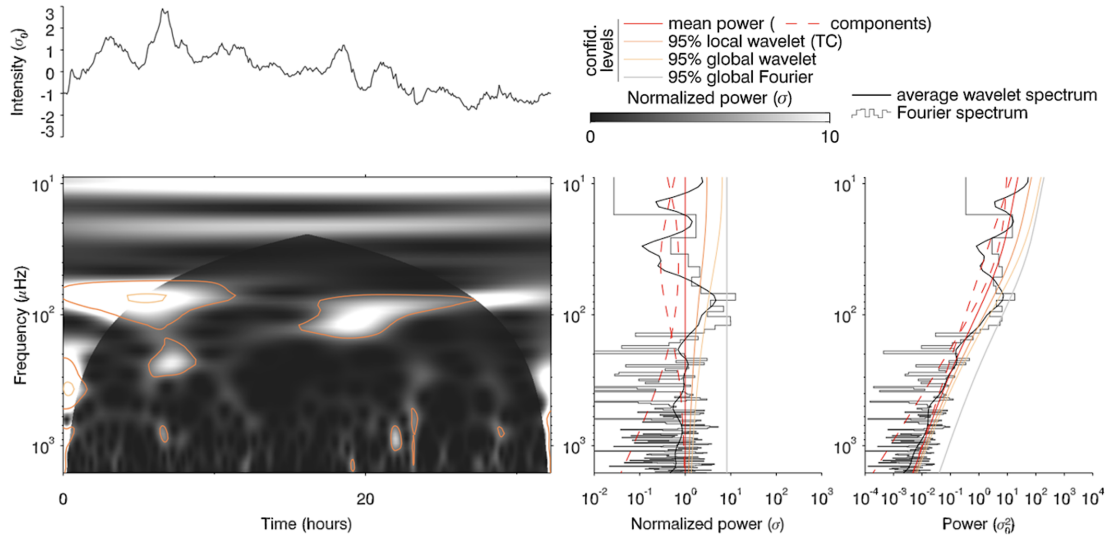 Intensity (σ₀)
3
2
1
0
-1
-2
-3
confid.
levels
mean power ( components)
95% local wavelet (TC)
95% global wavelet
95% global Fourier
Normalized power (σ)
0 10
average wavelet spectrum
Fourier spectrum
Frequency (μHz)
10¹
10²
10³
0 20
Time (hours)
10¹
10²
10³
10⁻² 10⁻¹ 10⁰ 10¹ 10² 10³
Normalized power (σ)
10¹
10²
10³
10⁻⁴ 10⁻³ 10⁻² 10⁻¹ 10⁰ 10¹ 10² 10³ 10⁴
Power (σ₀²)